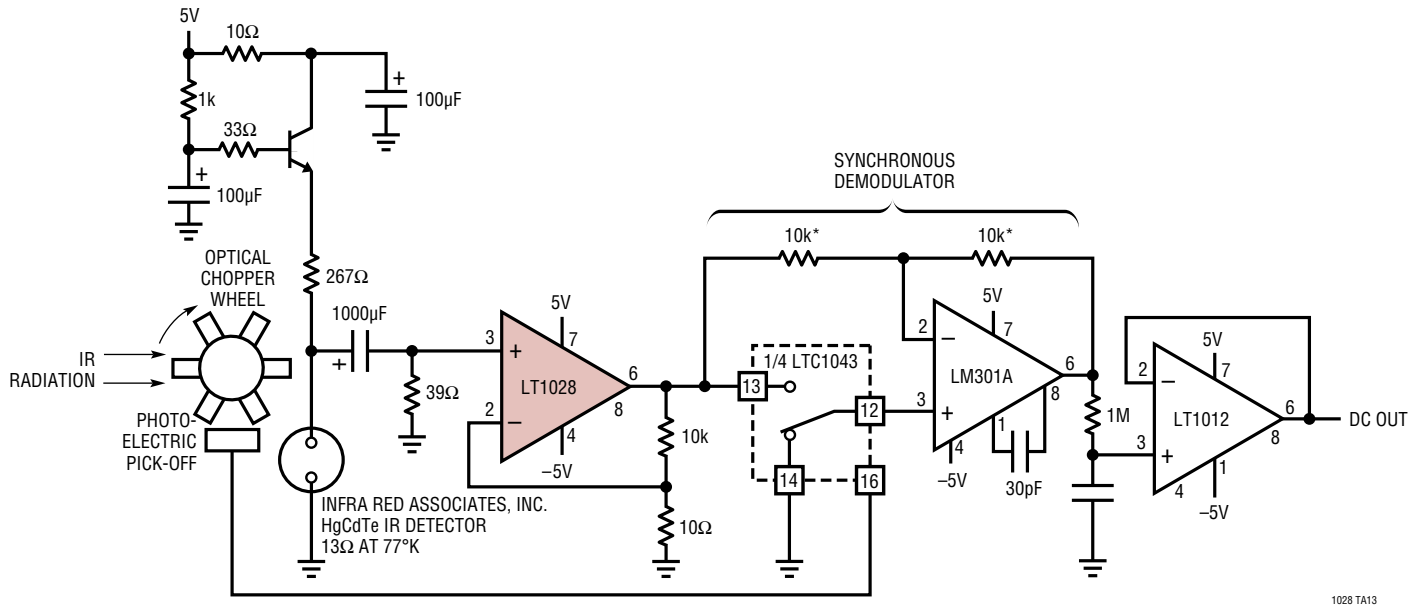 5V
10Ω
1k
33Ω
+
100µF
+
100µF
SYNCHRONOUS
DEMODULATOR
10k*
10k*
OPTICAL
CHOPPER
WHEEL
267Ω
1000µF
+
IR
RADIATION
39Ω
PHOTO-
ELECTRIC
PICK-OFF
INFRA RED ASSOCIATES, INC.
HgCdTe IR DETECTOR
13Ω AT 77°K
5V
7
3
+
LT1028
6
8
2
–
4
–5V
10k
10Ω
1/4 LTC1043
13
12
14
16
5V
7
2
–
LM301A
6
8
3
+
1
4
–5V
30pF
1M
5V
7
2
–
LT1012
6
8
3
+
1
4
–5V
DC OUT
1028 TA13